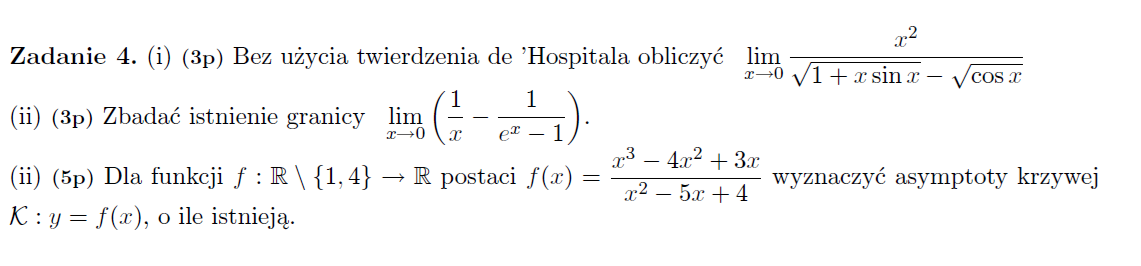 Zadanie 4. (i) (3p) Bez użycia twierdzenia de 'Hospitala obliczyć $\lim_{x \to 0} \frac{x^2}{\sqrt{1 + x \sin x} - \sqrt{\cos x}}$
(ii) (3p) Zbadać istnienie granicy $\lim_{x \to 0} \left( \frac{1}{x} - \frac{1}{e^x - 1} \right)$.
(ii) (5p) Dla funkcji $f : \mathbb{R} \setminus \{1, 4\} \to \mathbb{R}$ postaci $f(x) = \frac{x^3 - 4x^2 + 3x}{x^2 - 5x + 4}$ wyznaczyć asymptoty krzywej
$\mathcal{K} : y = f(x)$, o ile istnieją.